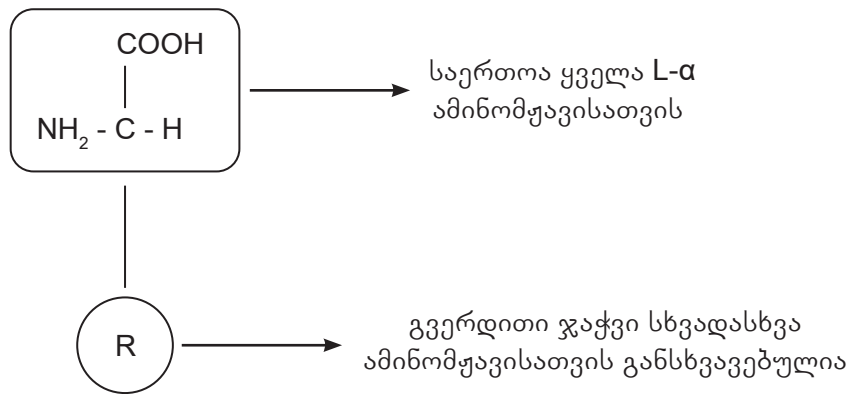 COOH
NH₂ - C - H
საერთოა ყველა L-α
ამინომჟავისათვის
R
გვერდითი ჯაჭვი სხვადასხვა
ამინომჟავისათვის განსხვავებულია